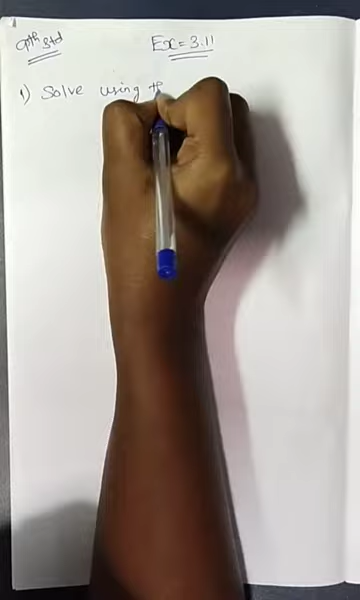 9th Std
Ex = 3.11
1) Solve using